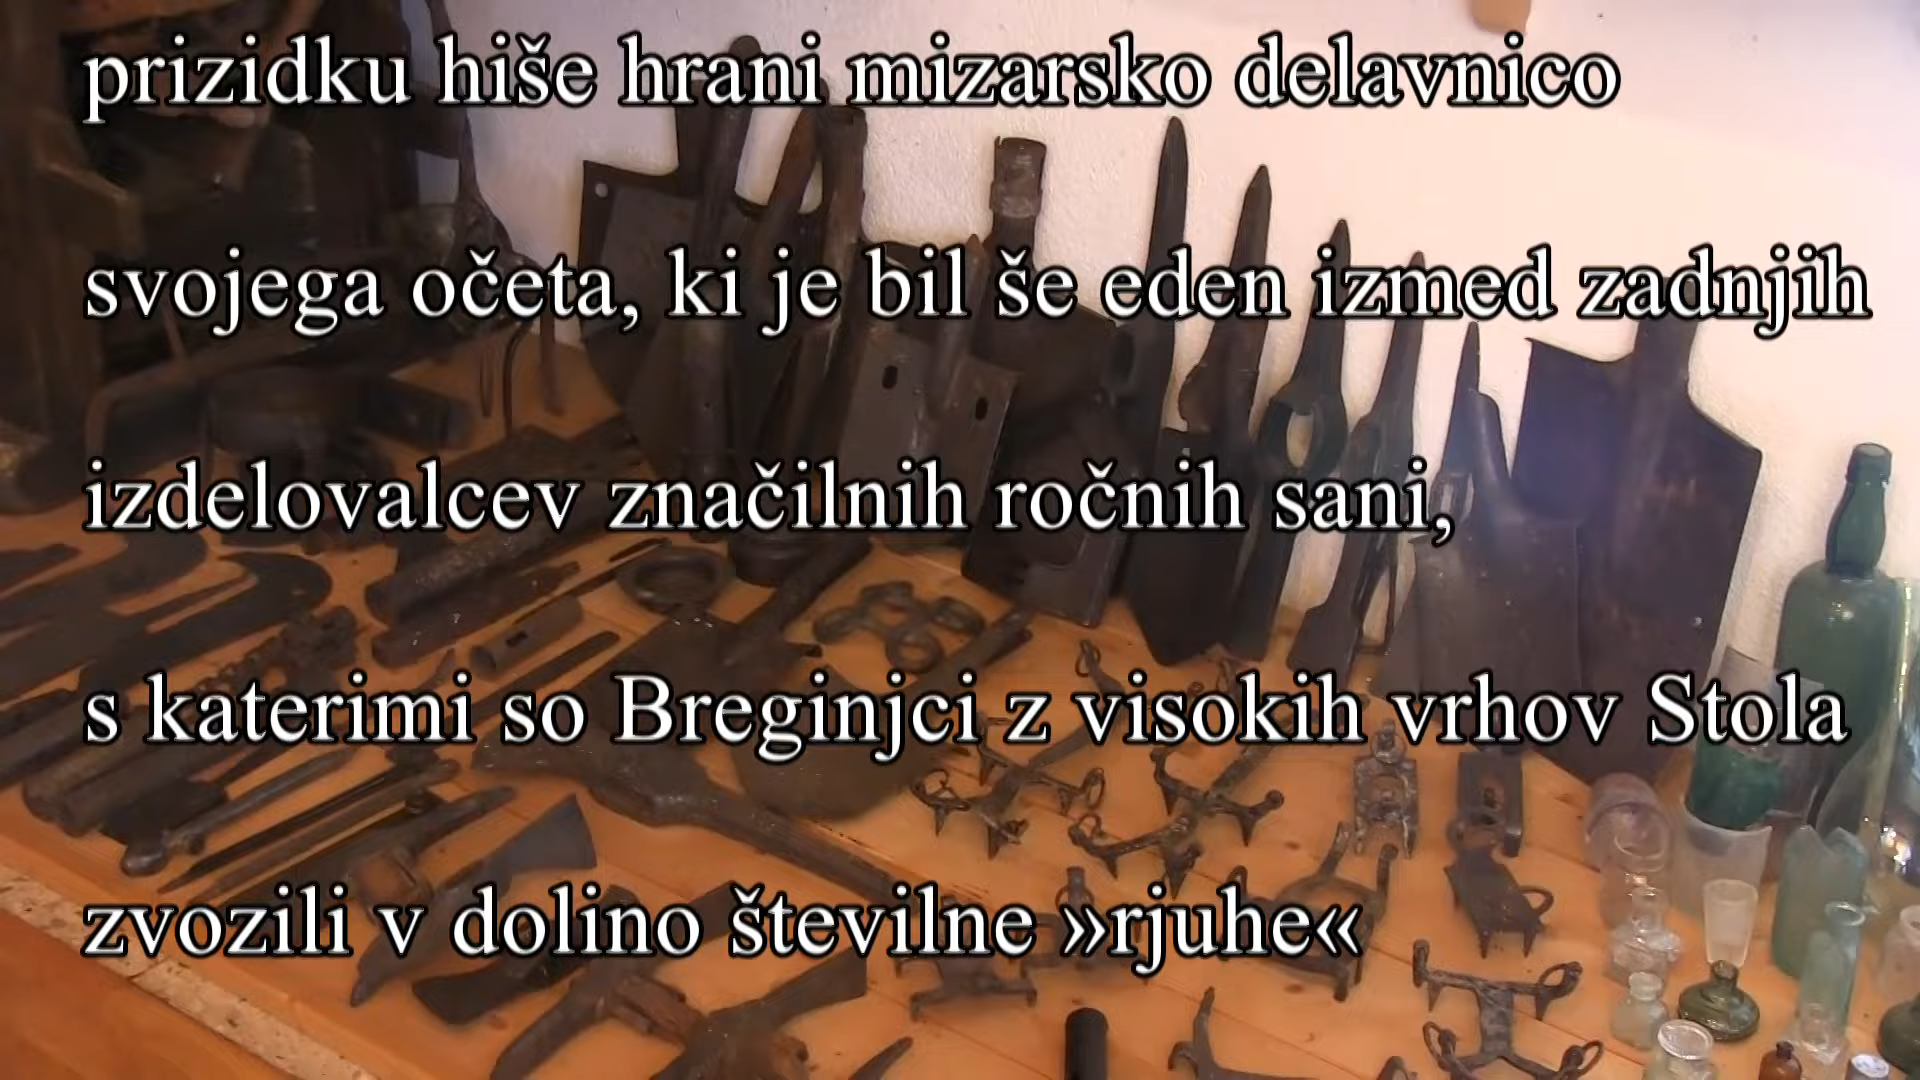 prizidku hiše hrani mizarsko delavnico
svojega očeta, ki je bil še eden izmed zadnjih
izdelovalcev značilnih ročnih sani,
s katerimi so Breginjci z visokih vrhov Stola
zvozili v dolino številne »rjuhe«